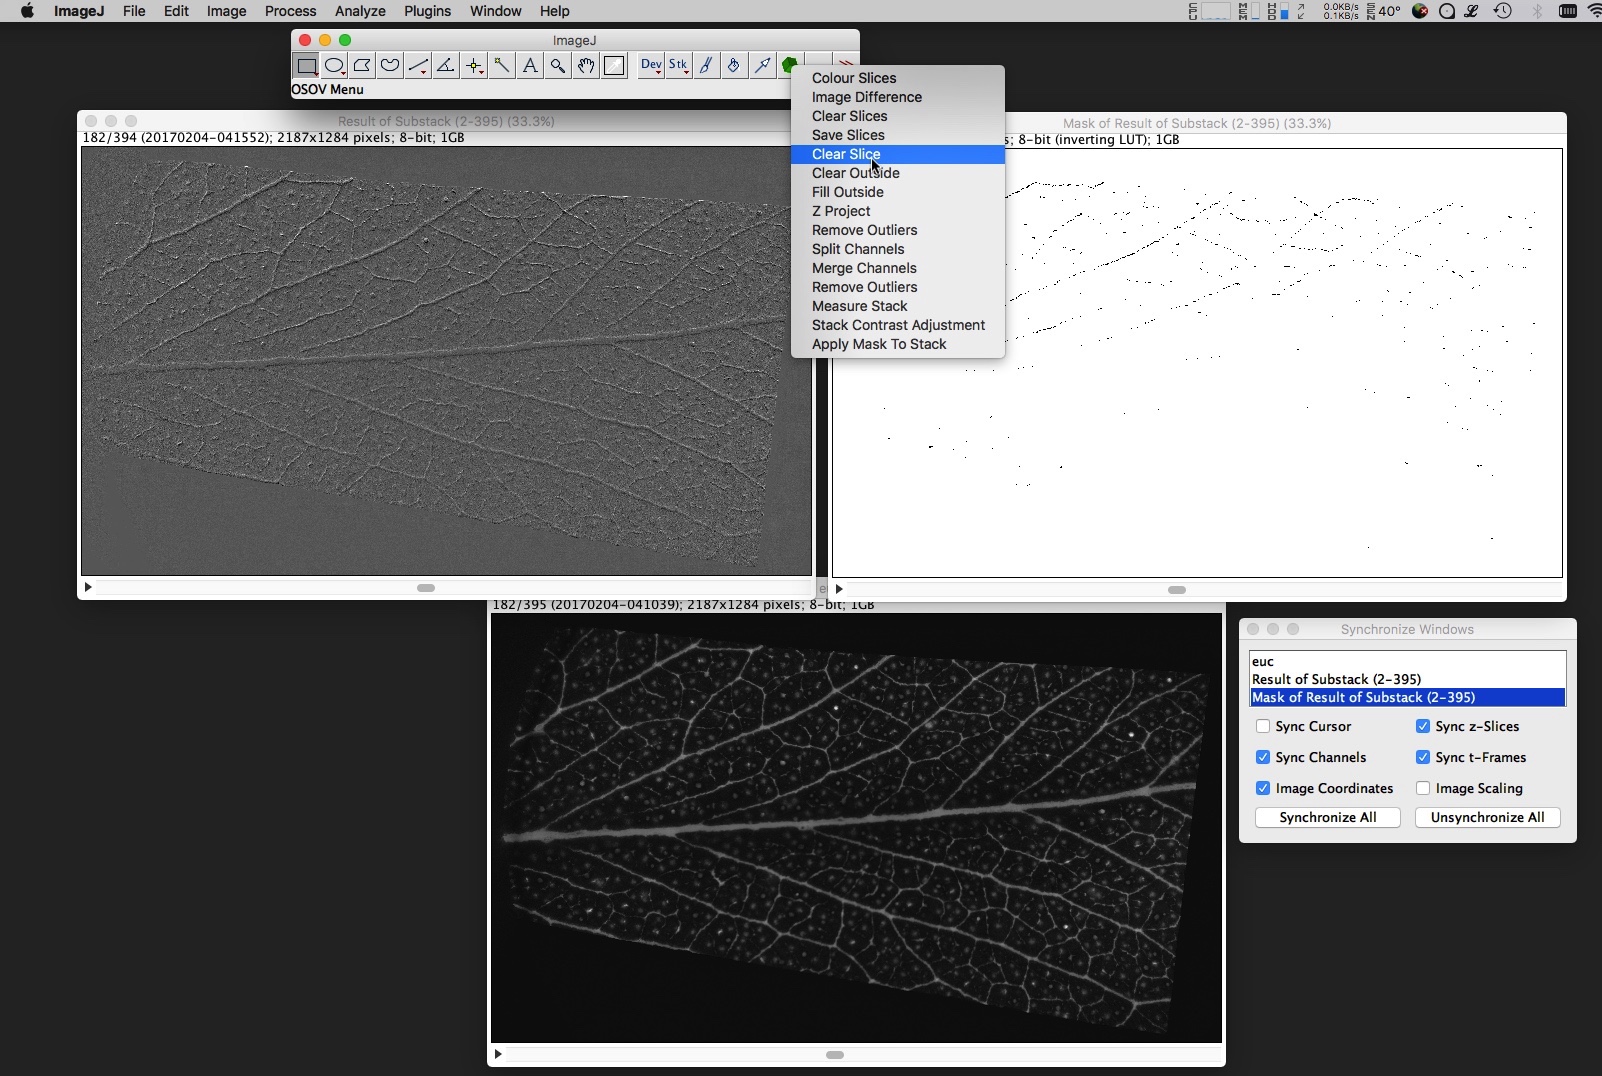 ImageJ File Edit Image Process Analyze Plugins Window Help
CPU MEM HDD 0.0KB/s 0.1KB/s SEN 40°
ImageJ
A Dev Stk
OSOV Menu
Result of Substack (2-395) (33.3%)
182/394 (20170204-041552); 2187x1284 pixels; 8-bit; 1GB
Colour Slices
Image Difference
Clear Slices
Save Slices
Clear Slice
Clear Outside
Fill Outside
Z Project
Remove Outliers
Split Channels
Merge Channels
Remove Outliers
Measure Stack
Stack Contrast Adjustment
Apply Mask To Stack
Mask of Result of Substack (2-395) (33.3%)
s; 8-bit (inverting LUT); 1GB
e
182/395 (20170204-041039); 2187x1284 pixels; 8-bit; 1GB
Synchronize Windows
euc
Result of Substack (2-395)
Mask of Result of Substack (2-395)
Sync Cursor
Sync z-Slices
Sync Channels
Sync t-Frames
Image Coordinates
Image Scaling
Synchronize All
Unsynchronize All